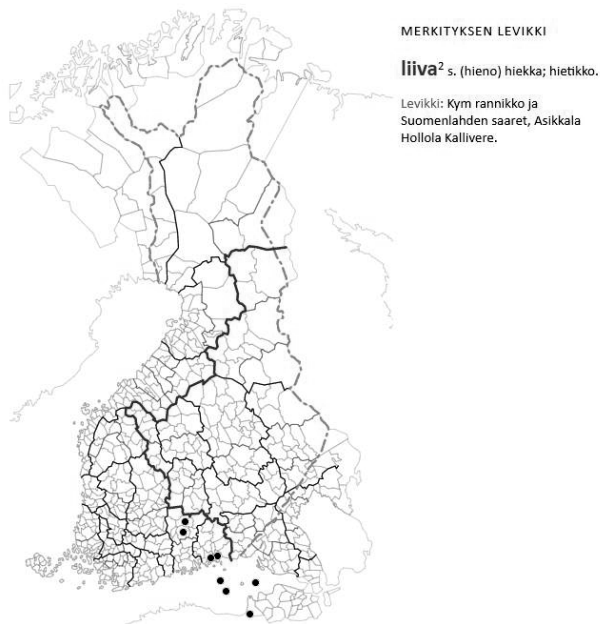 MERKITYKSEN LEVIKKI
liiva² s. (hieno) hiekka; hietikko.
Levikki: Kym rannikko ja
Suomenlahden saaret, Asikkala
Hollola Kallivere.